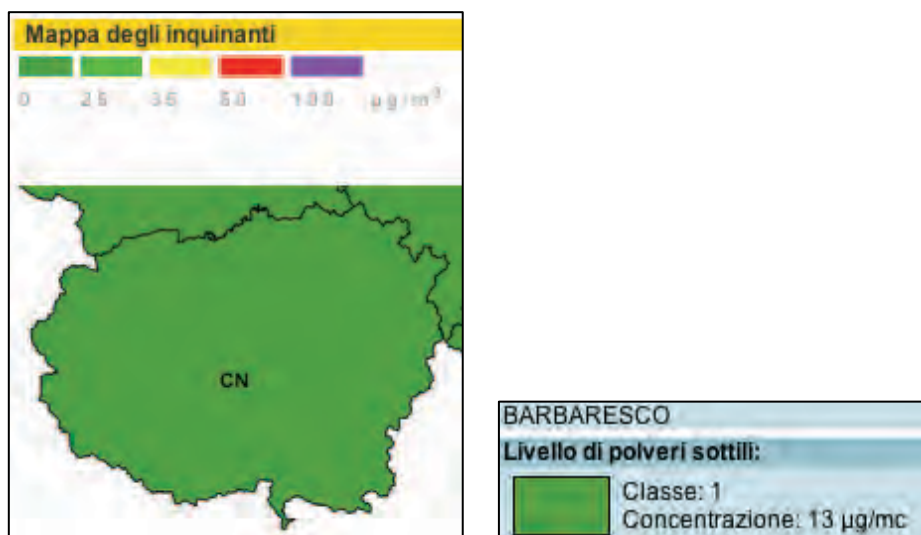 Mappa degli inquinanti
0 25 35 50 100 µg/m³
CN
BARBARESCO
Livello di polveri sottili:
Classe: 1
Concentrazione: 13 µg/mc